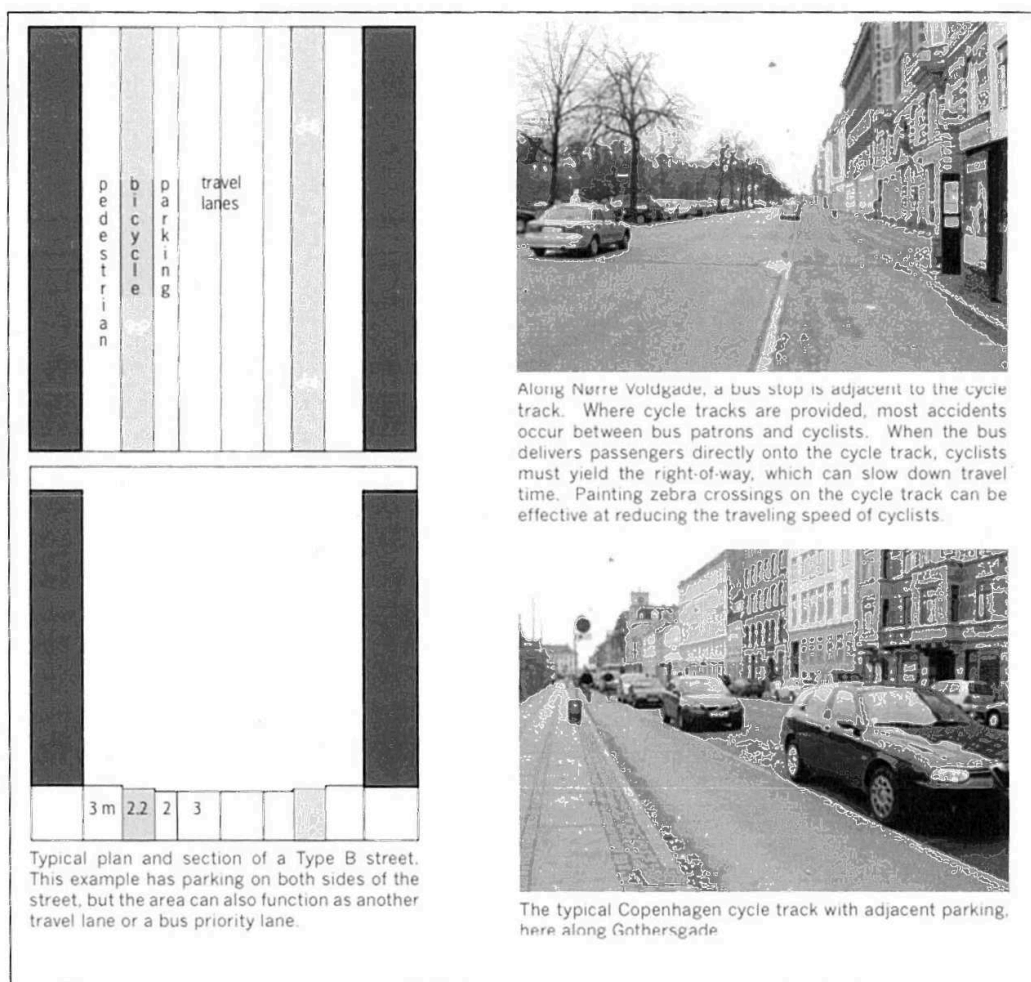 pedestrian
bicycle
parking
travel
lanes
3 m 2.2 2 3
Typical plan and section of a Type B street.
This example has parking on both sides of the
street, but the area can also function as another
travel lane or a bus priority lane.
Along Nørre Voldgade, a bus stop is adjacent to the cycle
track. Where cycle tracks are provided, most accidents
occur between bus patrons and cyclists. When the bus
delivers passengers directly onto the cycle track, cyclists
must yield the right-of-way, which can slow down travel
time. Painting zebra crossings on the cycle track can be
effective at reducing the traveling speed of cyclists.
The typical Copenhagen cycle track with adjacent parking,
here along Gothersgade